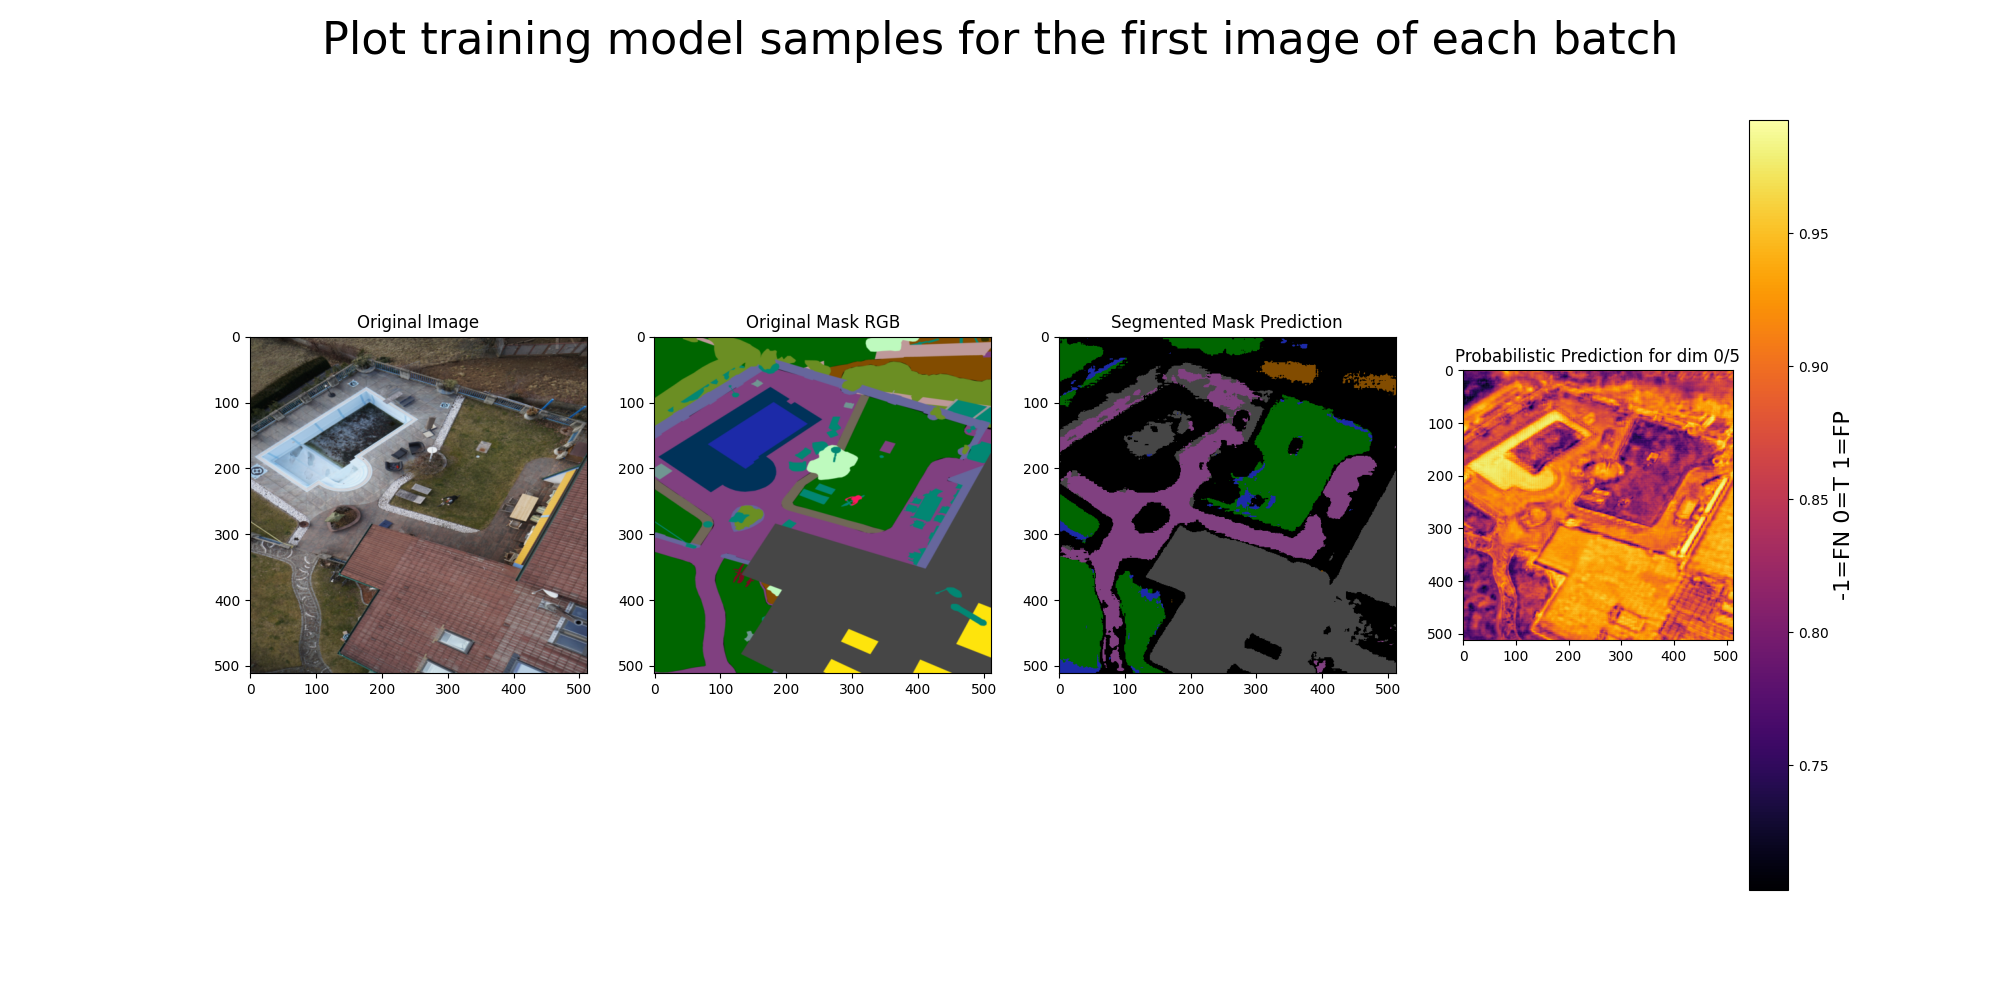 Plot training model samples for the first image of each batch
Original Image
0
100
200
300
400
500
0 100 200 300 400 500
Original Mask RGB
0
100
200
300
400
500
0 100 200 300 400 500
Segmented Mask Prediction
0
100
200
300
400
500
0 100 200 300 400 500
Probabilistic Prediction for dim 0/5
0
100
200
300
400
500
0 100 200 300 400 500
0.95
0.90
0.85
0.80
0.75
-1=FN 0=T 1=FP